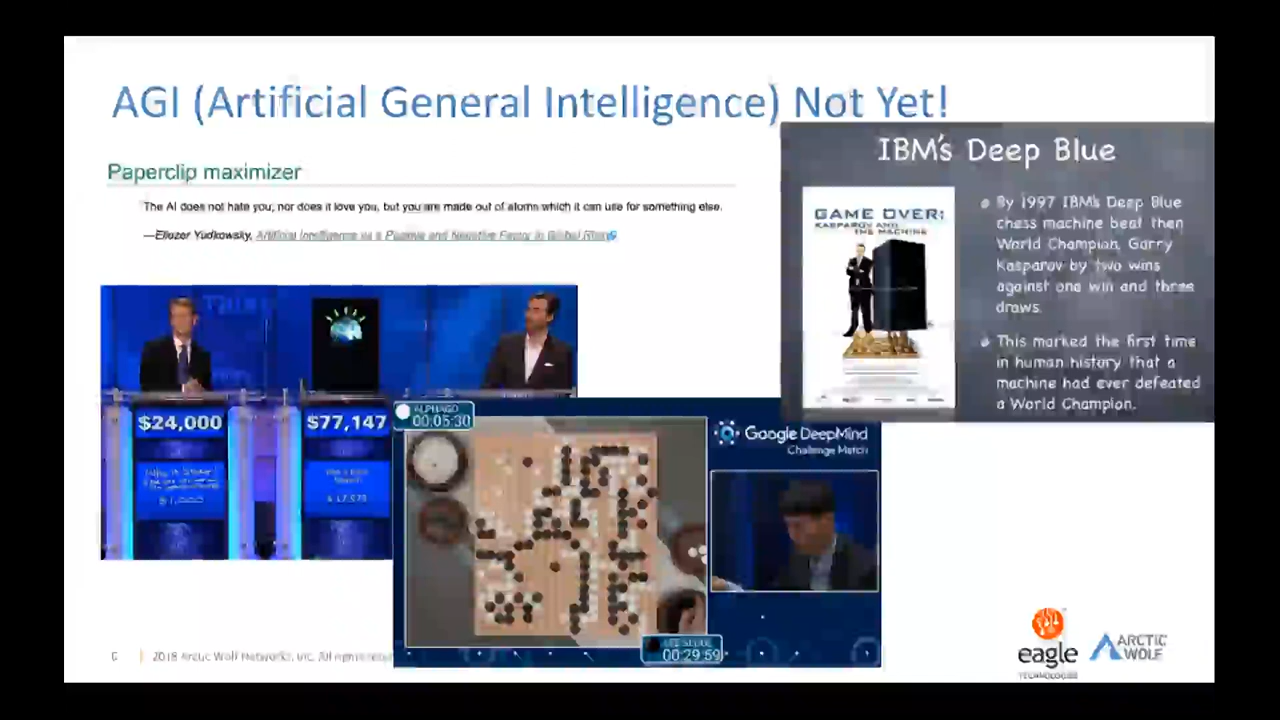 AGI (Artificial General Intelligence) Not Yet!
Paperclip maximizer
The AI does not hate you, nor does it love you, but you are made out of atoms which it can use for something else.
—Eliezer Yudkowsky, Artificial Intelligence as a Positive and Negative Factor in Global Risk
IBM's Deep Blue
GAME OVER:
KASPAROV AND
THE MACHINE
By 1997 IBM's Deep Blue
chess machine beat then
World Champion, Garry
Kasparov by two wins
against one win and three
draws.
This marked the first time
in human history that a
machine had ever defeated
a World Champion.
$24,000
$77,147
$1,000
$17,973
ALPHAGO
00:05:30
Google DeepMind
Challenge Match
LEE SEDOL
00:29:59
6
2018 Arctic Wolf Networks, Inc. All rights
eagle
TECHNOLOGIES
ARCTIC
WOLF